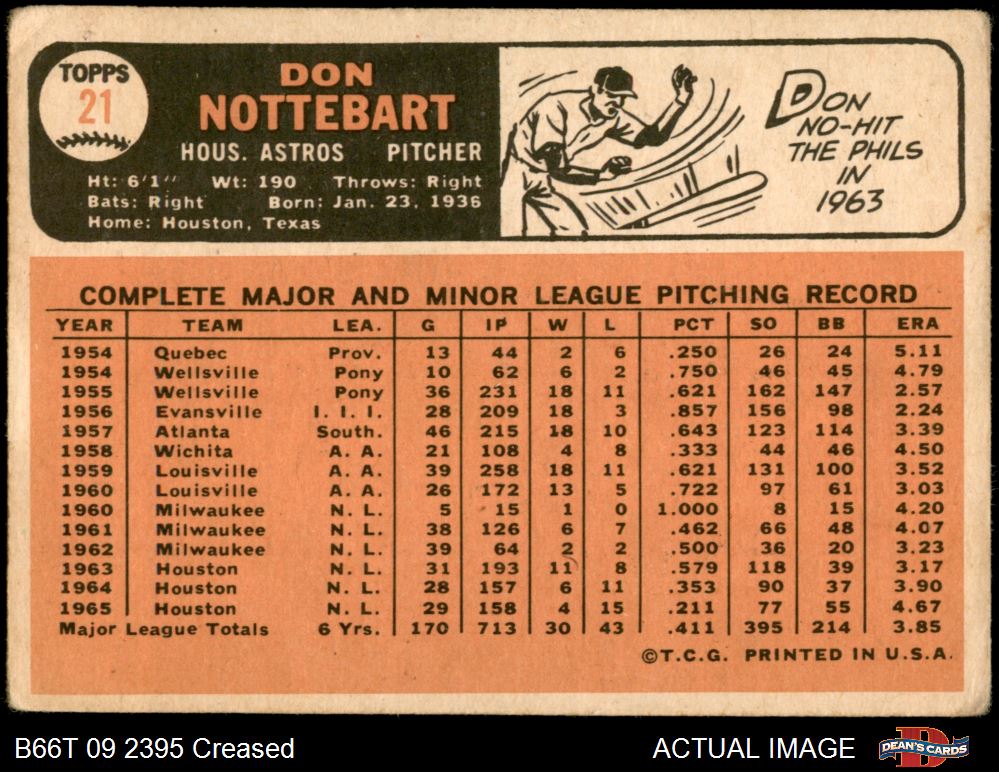 TOPPS
21
DON
NOTTEBART
HOUS. ASTROS PITCHER
Ht: 6'1" Wt: 190 Throws: Right
Bats: Right Born: Jan. 23, 1936
Home: Houston, Texas
DON
NO-HIT
THE PHILS
IN
1963
COMPLETE MAJOR AND MINOR LEAGUE PITCHING RECORD
YEAR TEAM LEA. G IP W L PCT SO BB ERA
1954 Quebec Prov. 13 44 2 6 .250 26 24 5.11
1954 Wellsville Pony 10 62 6 2 .750 46 45 4.79
1955 Wellsville Pony 36 231 18 11 .621 162 147 2.57
1956 Evansville I. I. I. 28 209 18 3 .857 156 98 2.24
1957 Atlanta South. 46 215 18 10 .643 123 114 3.39
1958 Wichita A. A. 21 108 4 8 .333 44 46 4.50
1959 Louisville A. A. 39 258 18 11 .621 131 100 3.52
1960 Louisville A. A. 26 172 13 5 .722 97 61 3.03
1960 Milwaukee N. L. 5 15 1 0 1.000 8 15 4.20
1961 Milwaukee N. L. 38 126 6 7 .462 66 48 4.07
1962 Milwaukee N. L. 39 64 2 2 .500 36 20 3.23
1963 Houston N. L. 31 193 11 8 .579 118 39 3.17
1964 Houston N. L. 28 157 6 11 .353 90 37 3.90
1965 Houston N. L. 29 158 4 15 .211 77 55 4.67
Major League Totals 6 Yrs. 170 713 30 43 .411 395 214 3.85
©T.C.G. PRINTED IN U.S.A.
B66T 09 2395 Creased ACTUAL IMAGE
DEAN'S CARDS